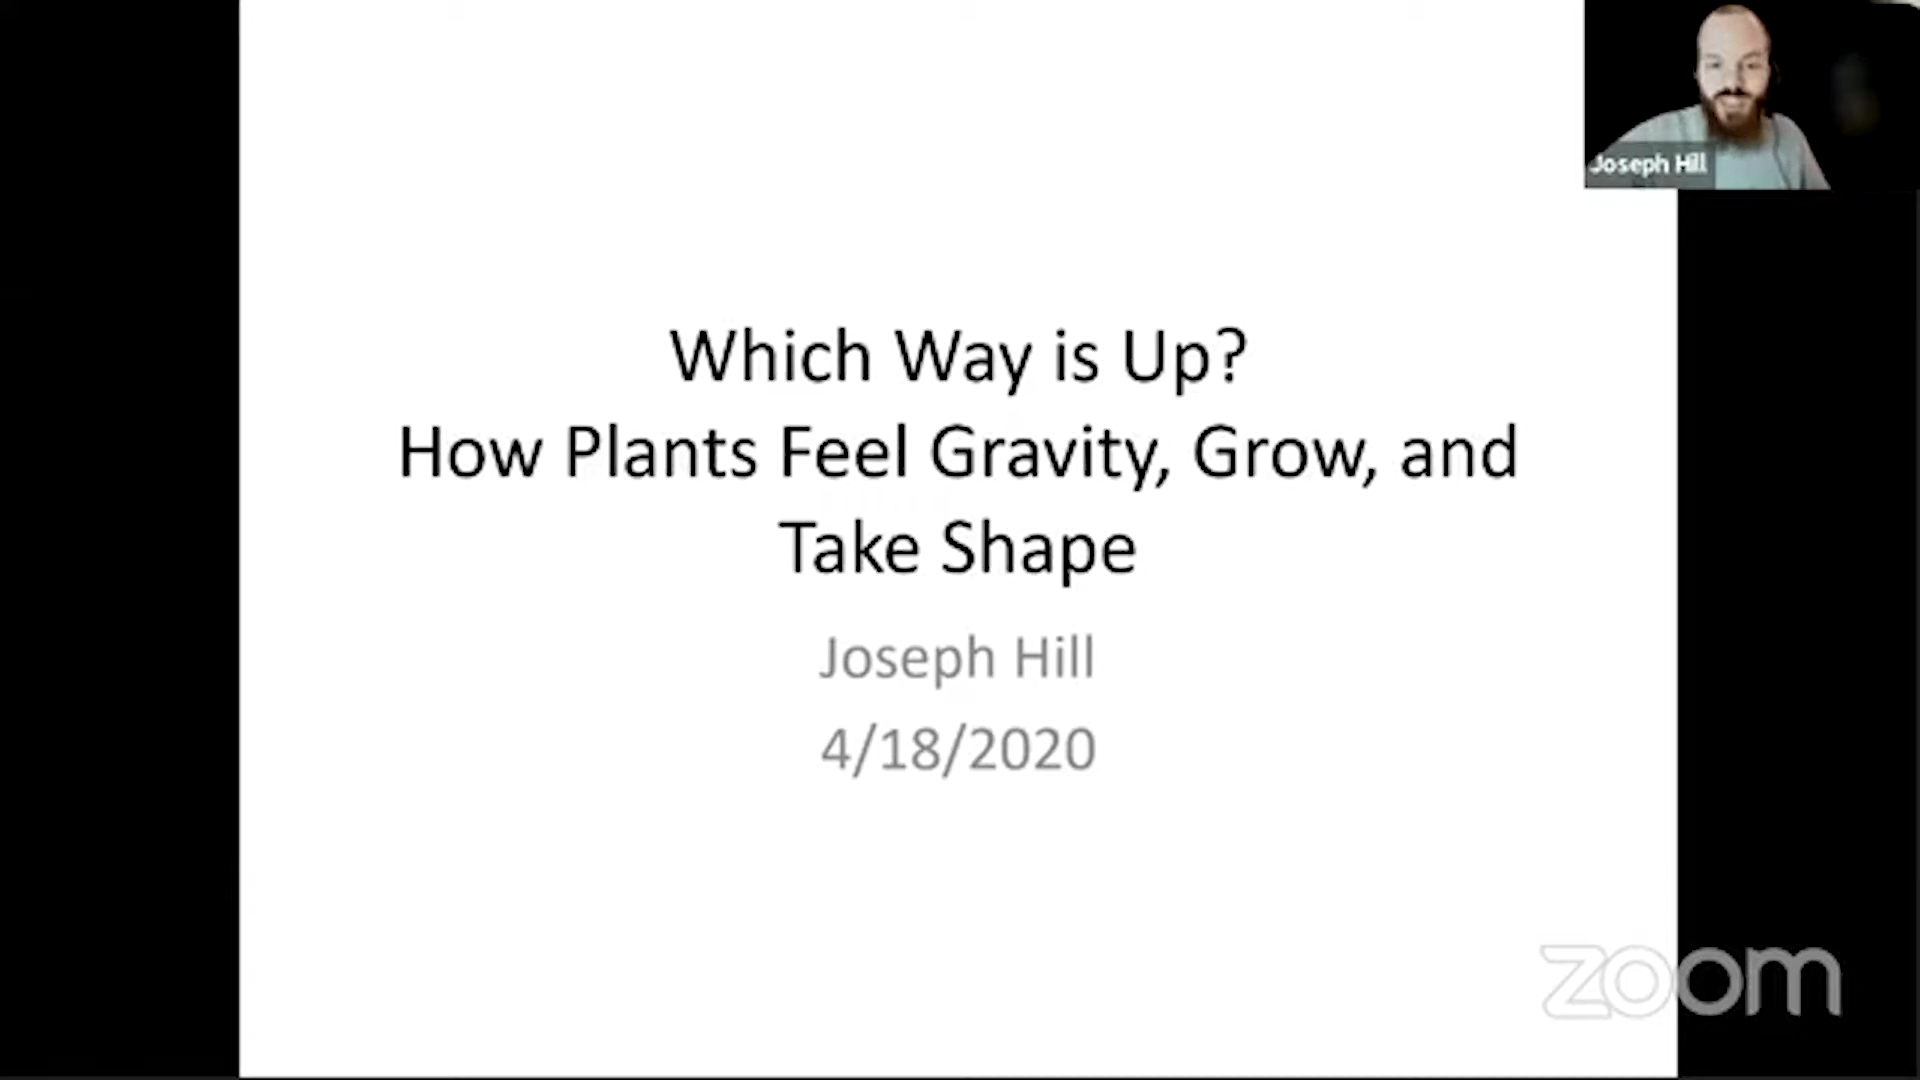 Joseph Hill
Which Way is Up?
How Plants Feel Gravity, Grow, and
Take Shape
Joseph Hill
4/18/2020
zoom